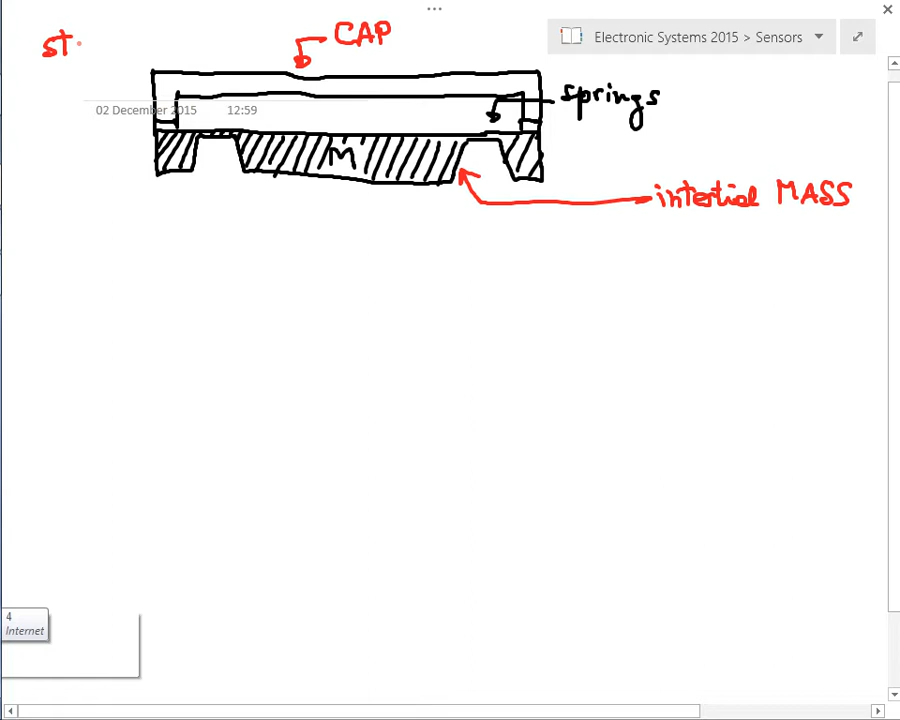 CAP
st
Electronic Systems 2015 > Sensors
springs
02 December 2015 12:59
M
intertial MASS
4
Internet